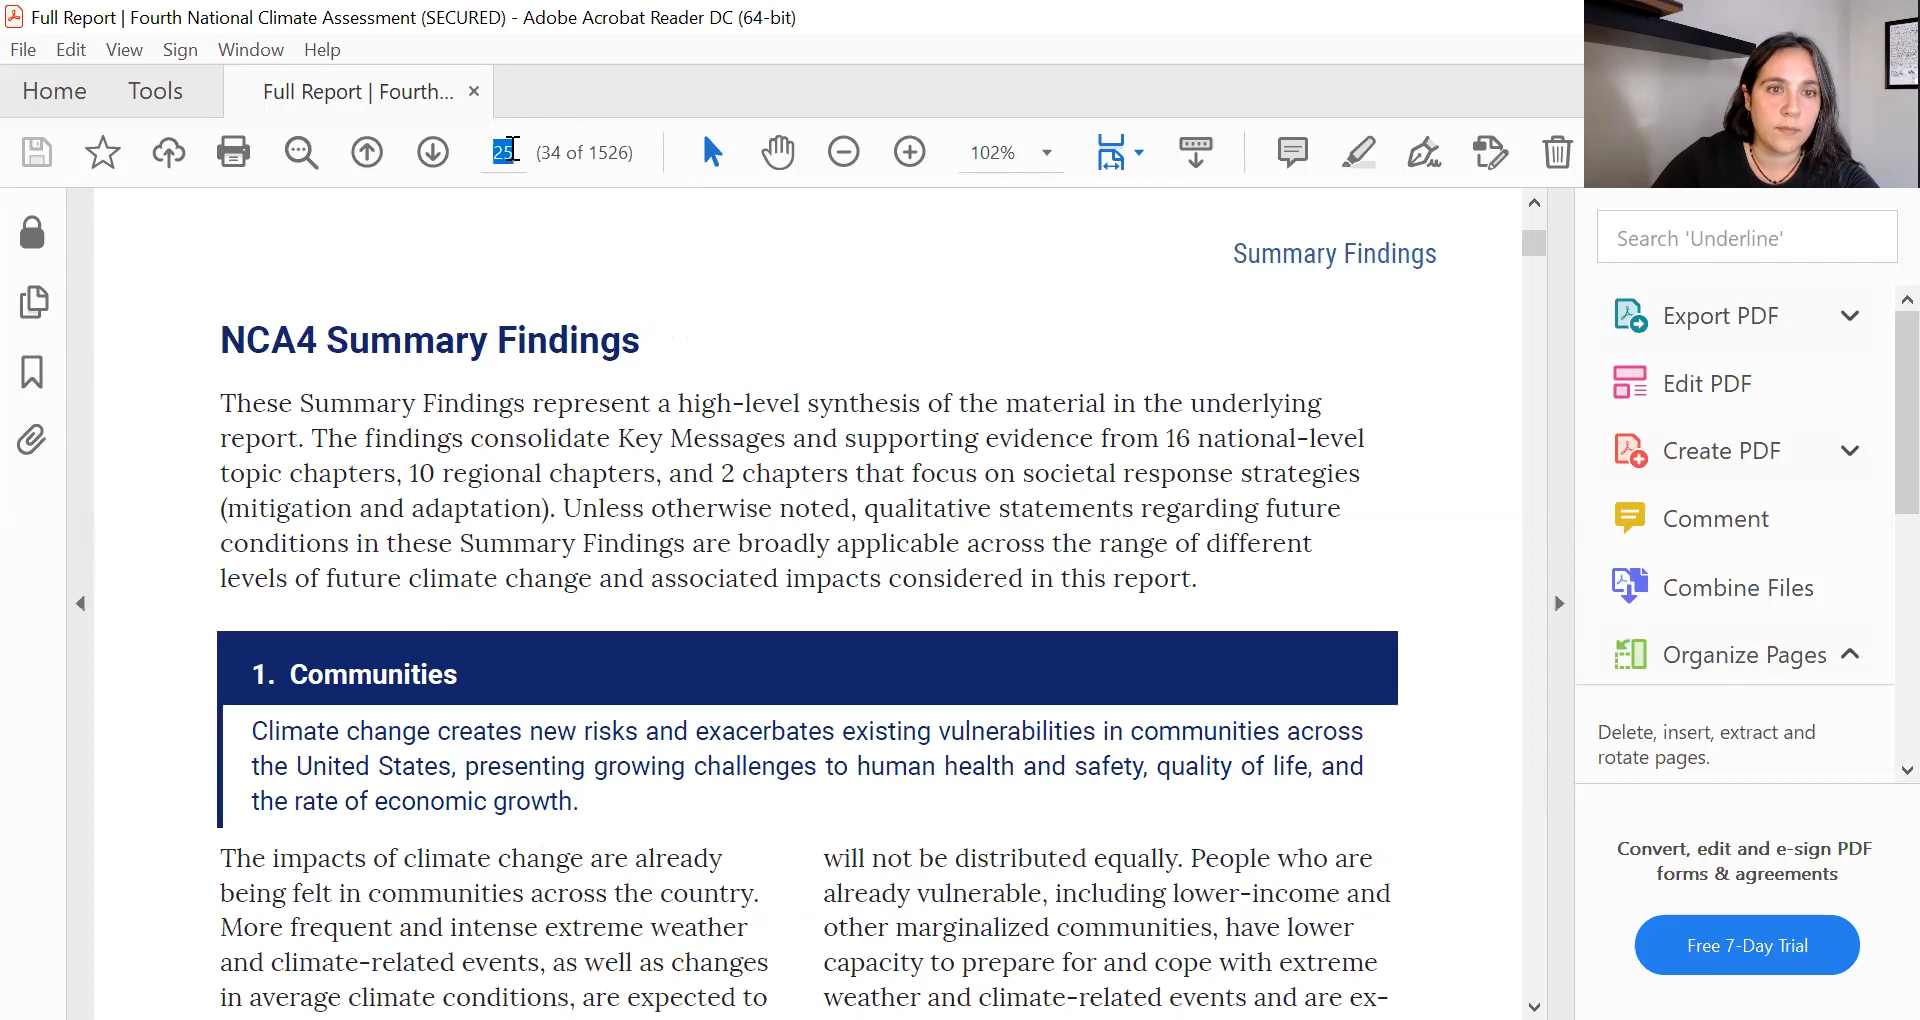 Full Report | Fourth National Climate Assessment (SECURED) - Adobe Acrobat Reader DC (64-bit)
File Edit View Sign Window Help
Home Tools Full Report | Fourth... ×
25 (34 of 1526) 102%
Summary Findings
NCA4 Summary Findings
These Summary Findings represent a high-level synthesis of the material in the underlying
report. The findings consolidate Key Messages and supporting evidence from 16 national-level
topic chapters, 10 regional chapters, and 2 chapters that focus on societal response strategies
(mitigation and adaptation). Unless otherwise noted, qualitative statements regarding future
conditions in these Summary Findings are broadly applicable across the range of different
levels of future climate change and associated impacts considered in this report.
1. Communities
Climate change creates new risks and exacerbates existing vulnerabilities in communities across
the United States, presenting growing challenges to human health and safety, quality of life, and
the rate of economic growth.
The impacts of climate change are already
being felt in communities across the country.
More frequent and intense extreme weather
and climate-related events, as well as changes
in average climate conditions, are expected to
will not be distributed equally. People who are
already vulnerable, including lower-income and
other marginalized communities, have lower
capacity to prepare for and cope with extreme
weather and climate-related events and are ex-
Search 'Underline'
Export PDF
Edit PDF
Create PDF
Comment
Combine Files
Organize Pages
Delete, insert, extract and
rotate pages.
Convert, edit and e-sign PDF
forms & agreements
Free 7-Day Trial